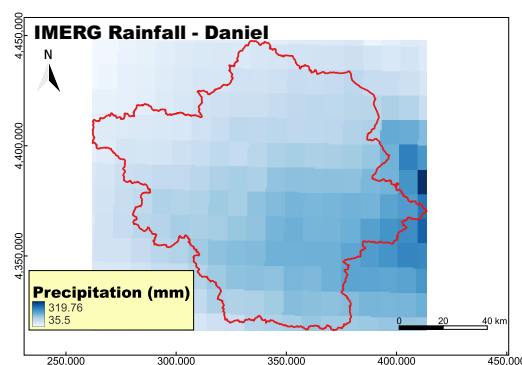 IMERG Rainfall - Daniel
N
4.450.000
4.400.000
4.350.000
Precipitation (mm)
319.76
35.5
0 20 40 km
250.000 300.000 350.000 400.000 450.000